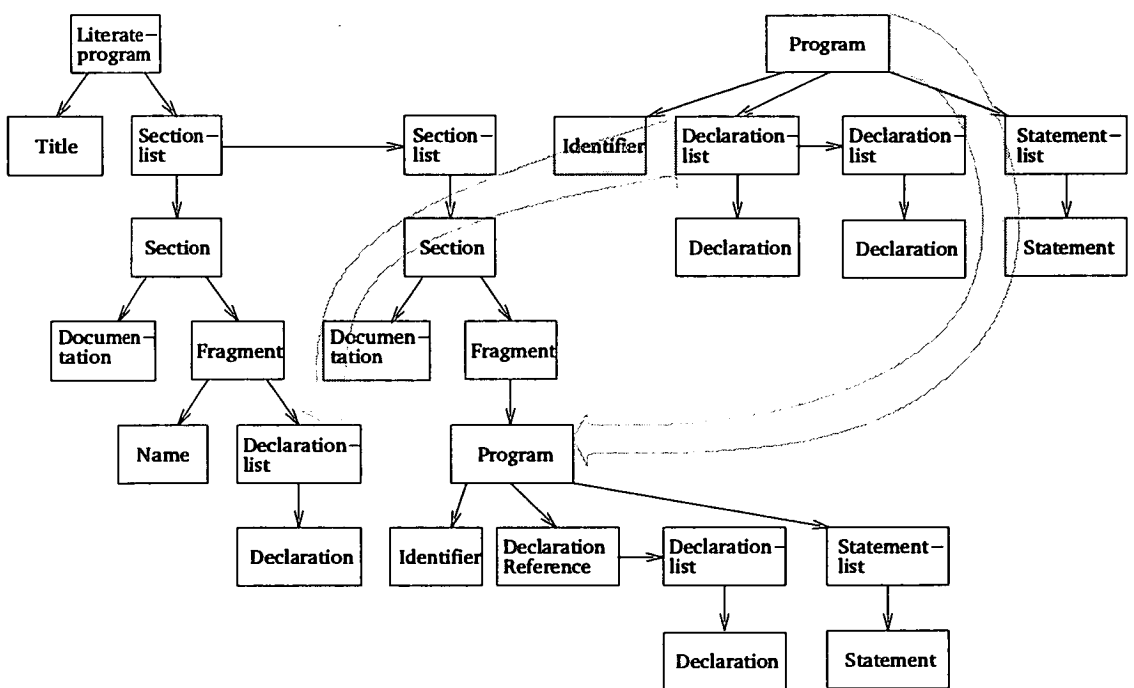 Literate-
program
Program
Title
Section-
list
Section-
list
Identifier
Declaration-
list
Declaration-
list
Statement-
list
Section
Section
Declaration
Declaration
Statement
Documen-
tation
Fragment
Documen-
tation
Fragment
Name
Declaration-
list
Program
Declaration
Identifier
Declaration
Reference
Declaration-
list
Statement-
list
Declaration
Statement